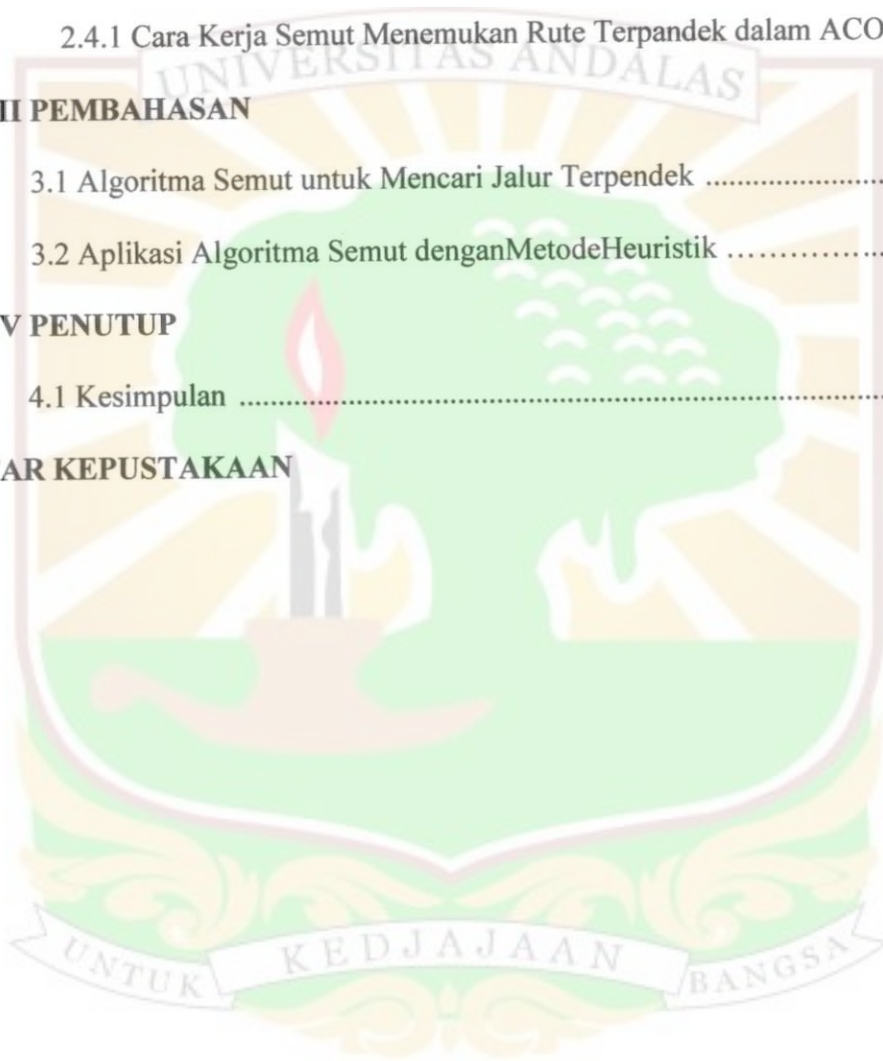 2.4.1 Cara Kerja Semut Menemukan Rute Terpandek dalam ACO
UNIVERSITAS ANDALAS
II PEMBAHASAN
3.1 Algoritma Semut untuk Mencari Jalur Terpendek ........................
3.2 Aplikasi Algoritma Semut denganMetodeHeuristik ................
V PENUTUP
4.1 Kesimpulan ................................................................................
AR KEPUSTAKAAN
UNTUK KEDJAJAAN BANGSA